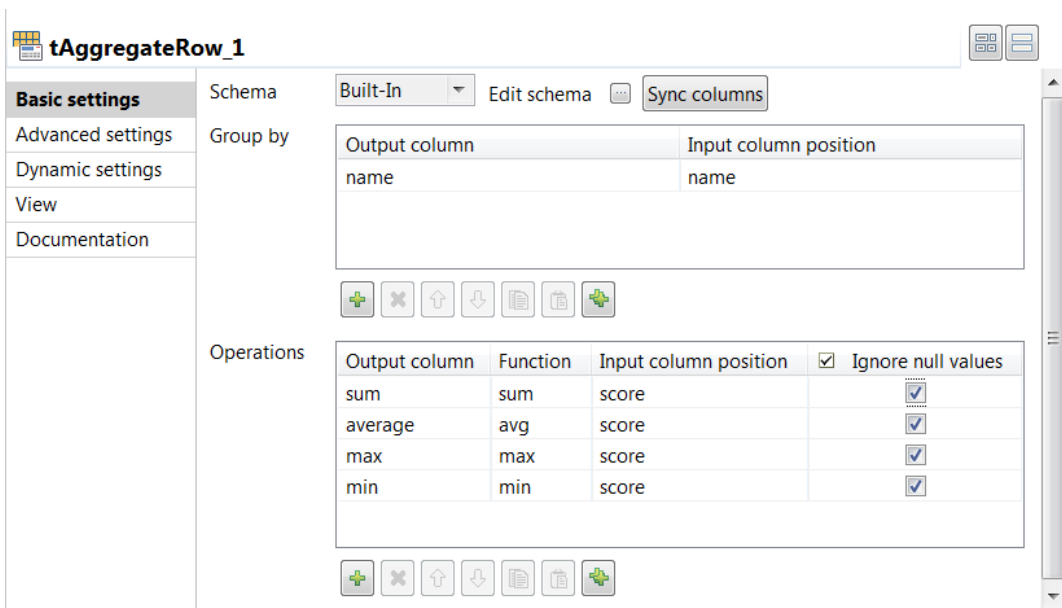 tAggregateRow_1
Basic settings
Advanced settings
Dynamic settings
View
Documentation
Schema Built-In Edit schema ... Sync columns
Group by
Output column Input column position
name name
Operations
Output column Function Input column position Ignore null values
sum sum score
average avg score
max max score
min min score